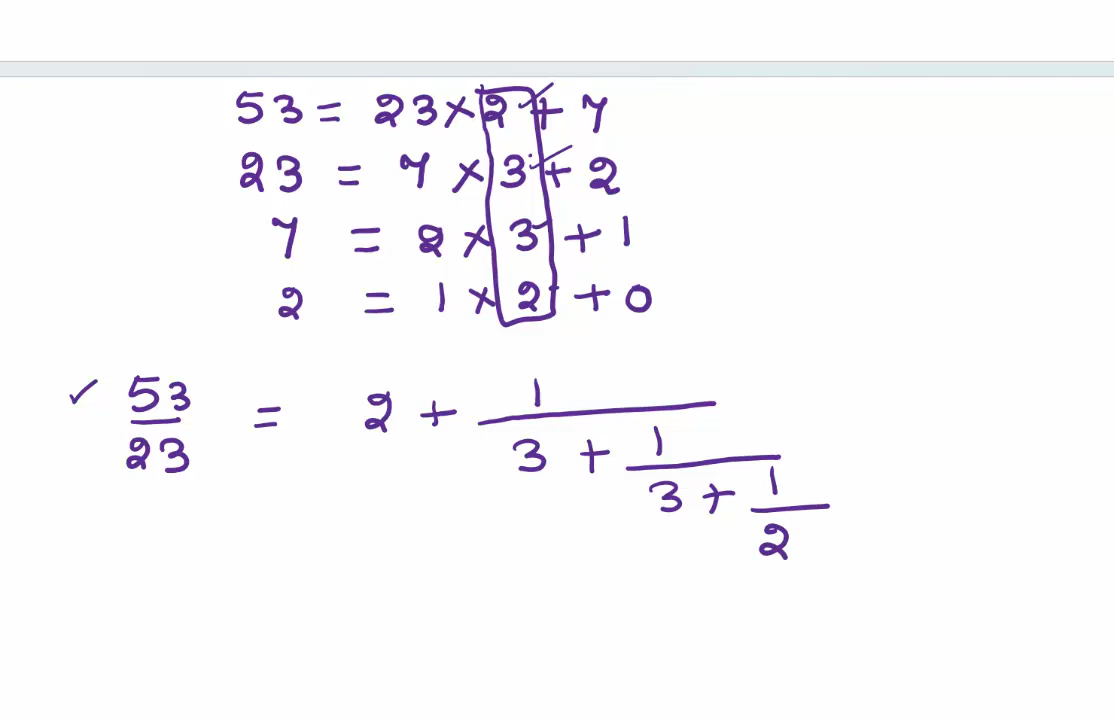 53 = 23 × 2 + 7
23 = 7 × 3 + 2
7 = 2 × 3 + 1
2 = 1 × 2 + 0
✓ 53/23 = 2 + 1/(3 + 1/(3 + 1/2))